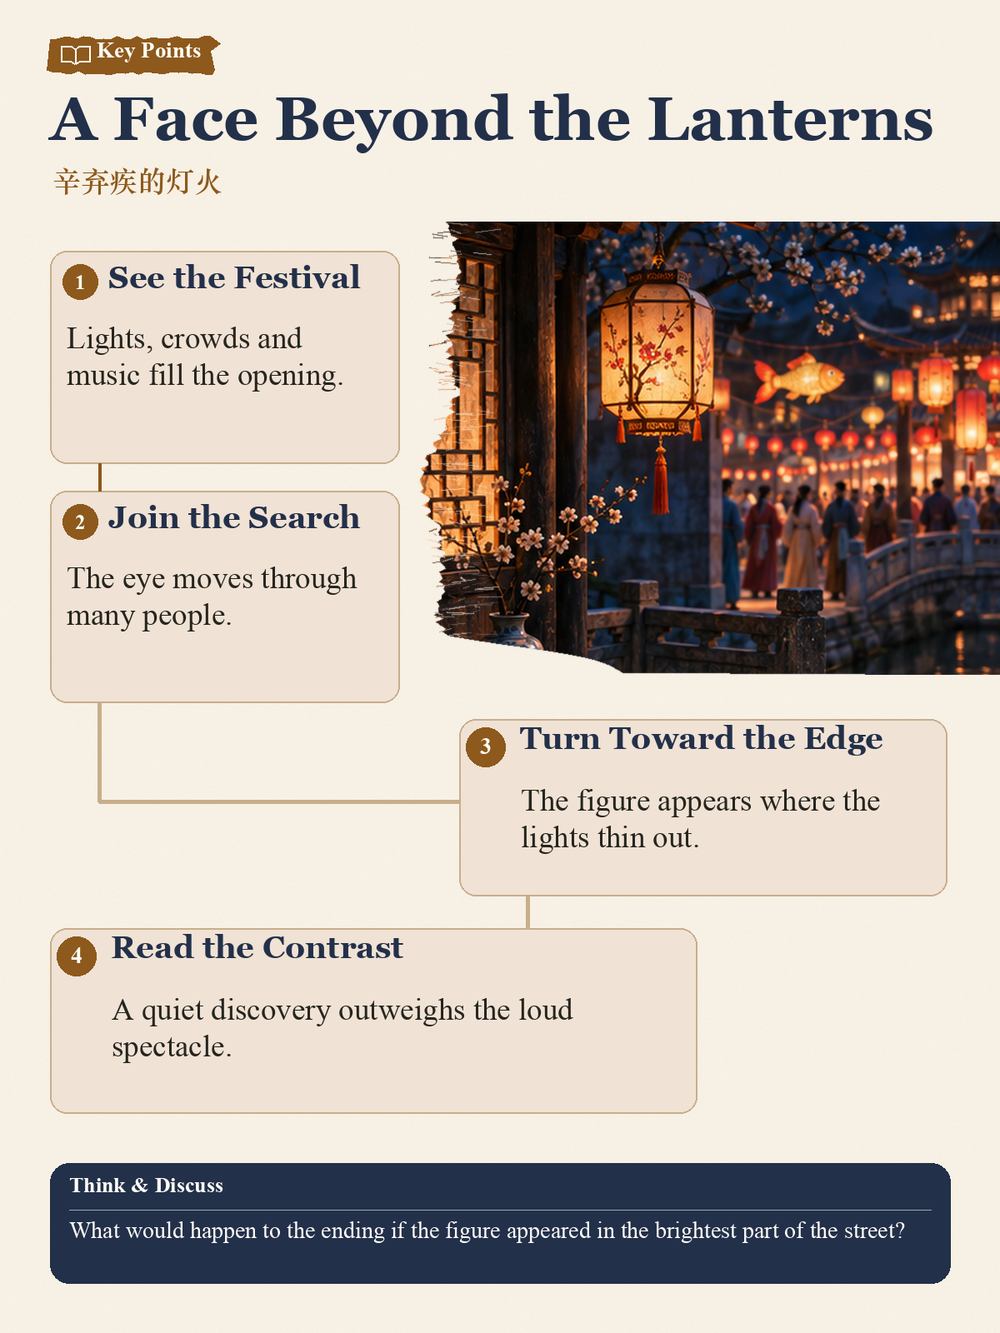 Key Points
A Face Beyond the Lanterns
辛弃疾的灯火
1 See the Festival
Lights, crowds and
music fill the opening.
2 Join the Search
The eye moves through
many people.
3 Turn Toward the Edge
The figure appears where the
lights thin out.
4 Read the Contrast
A quiet discovery outweighs the loud
spectacle.
Think & Discuss
What would happen to the ending if the figure appeared in the brightest part of the street?